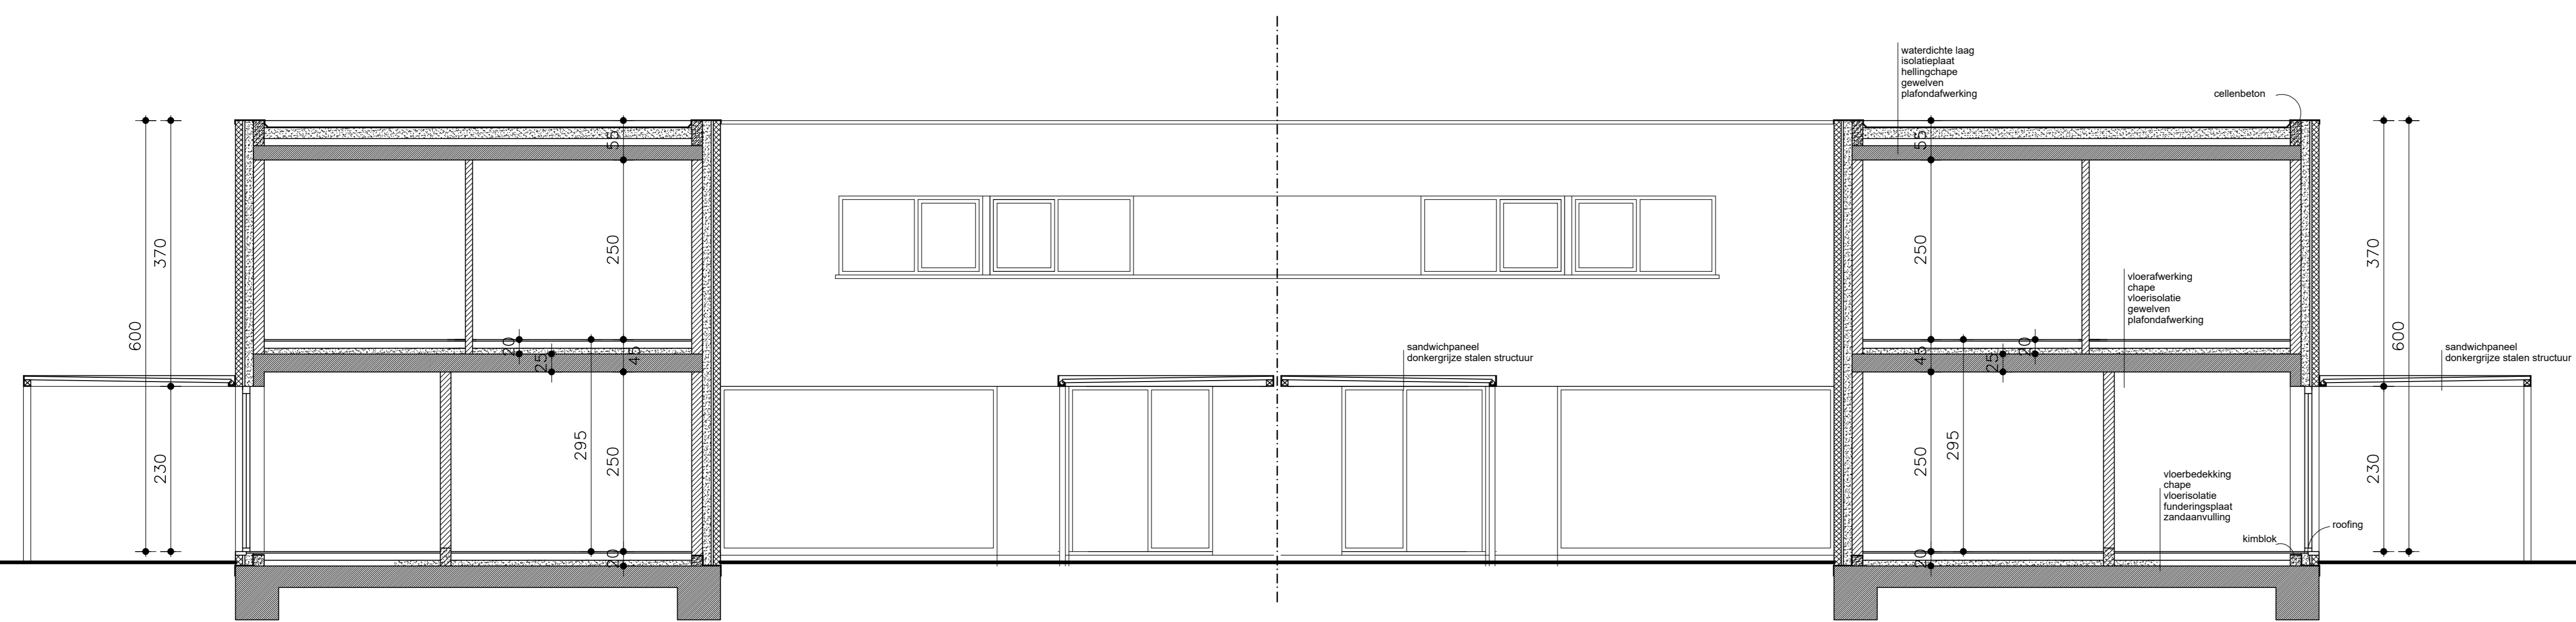 waterdichte laag
isolatieplaat
hellingchape
gewelven
plafondafwerking
cellenbeton
55
55
370
250
250
370
vloerafwerking
chape
vloerisolatie
gewelven
plafondafwerking
600
20
25
45
sandwichpaneel
donkergrijze stalen structuur
45
25
20
600
sandwichpaneel
donkergrijze stalen structuur
230
295
250
250
295
230
vloerbedekking
chape
vloerisolatie
funderingsplaat
zandaanvulling
roofing
kimblok
20
20